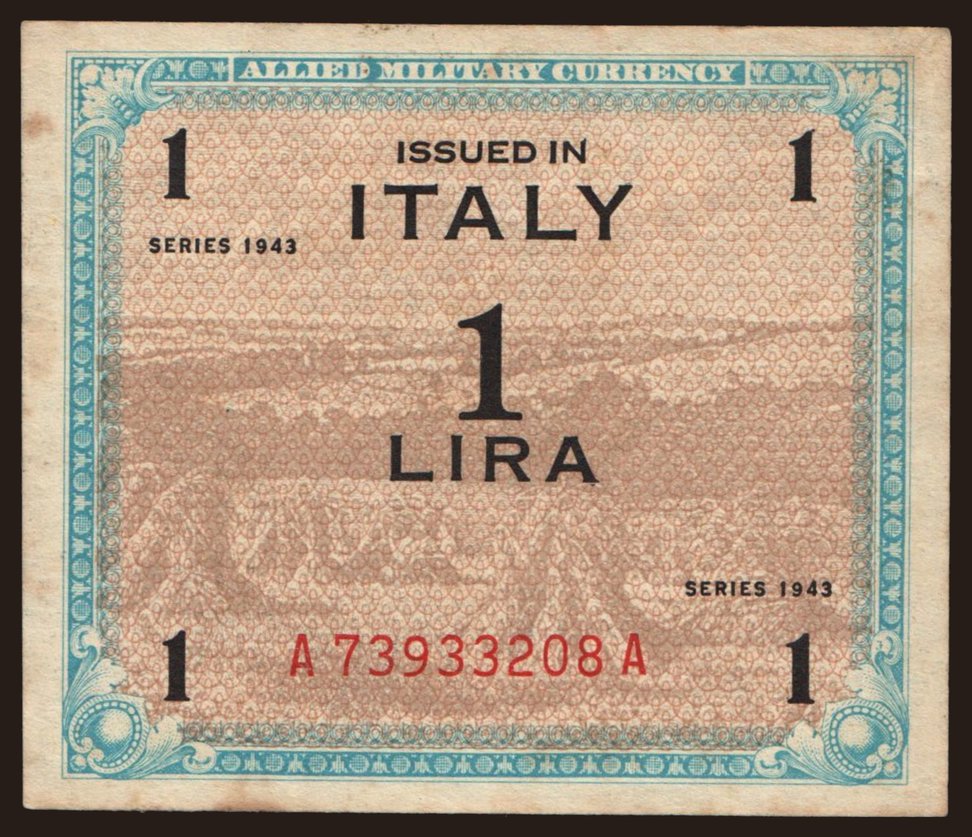 ALLIED MILITARY CURRENCY
1 1
ISSUED IN
ITALY
SERIES 1943
1
LIRA
SERIES 1943
1 A73933208A 1